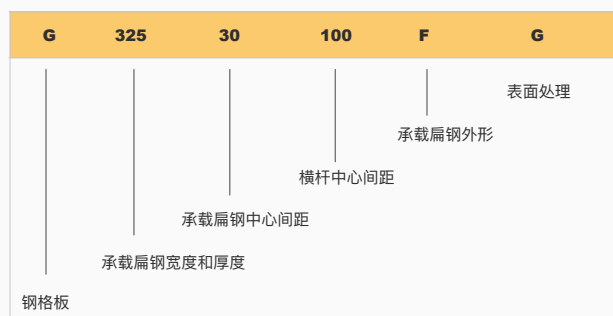 G 325 30 100 F G
表面处理
承载扁钢外形
横杆中心间距
承载扁钢中心间距
承载扁钢宽度和厚度
钢格板